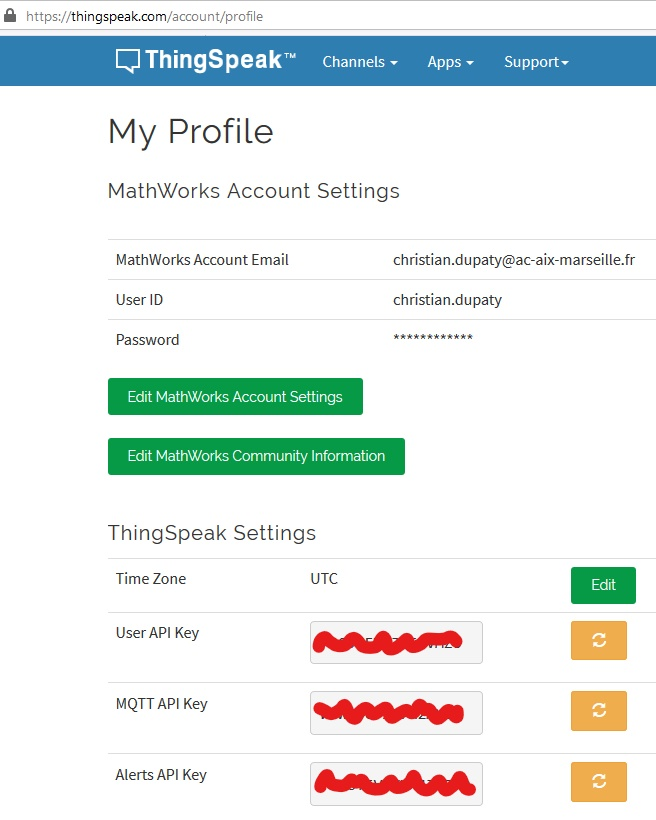 https://thingspeak.com/account/profile
ThingSpeak™ Channels Apps Support
My Profile
MathWorks Account Settings
MathWorks Account Email christian.dupaty@ac-aix-marseille.fr
User ID christian.dupaty
Password ************
Edit MathWorks Account Settings
Edit MathWorks Community Information
ThingSpeak Settings
Time Zone UTC Edit
User API Key
MQTT API Key
Alerts API Key